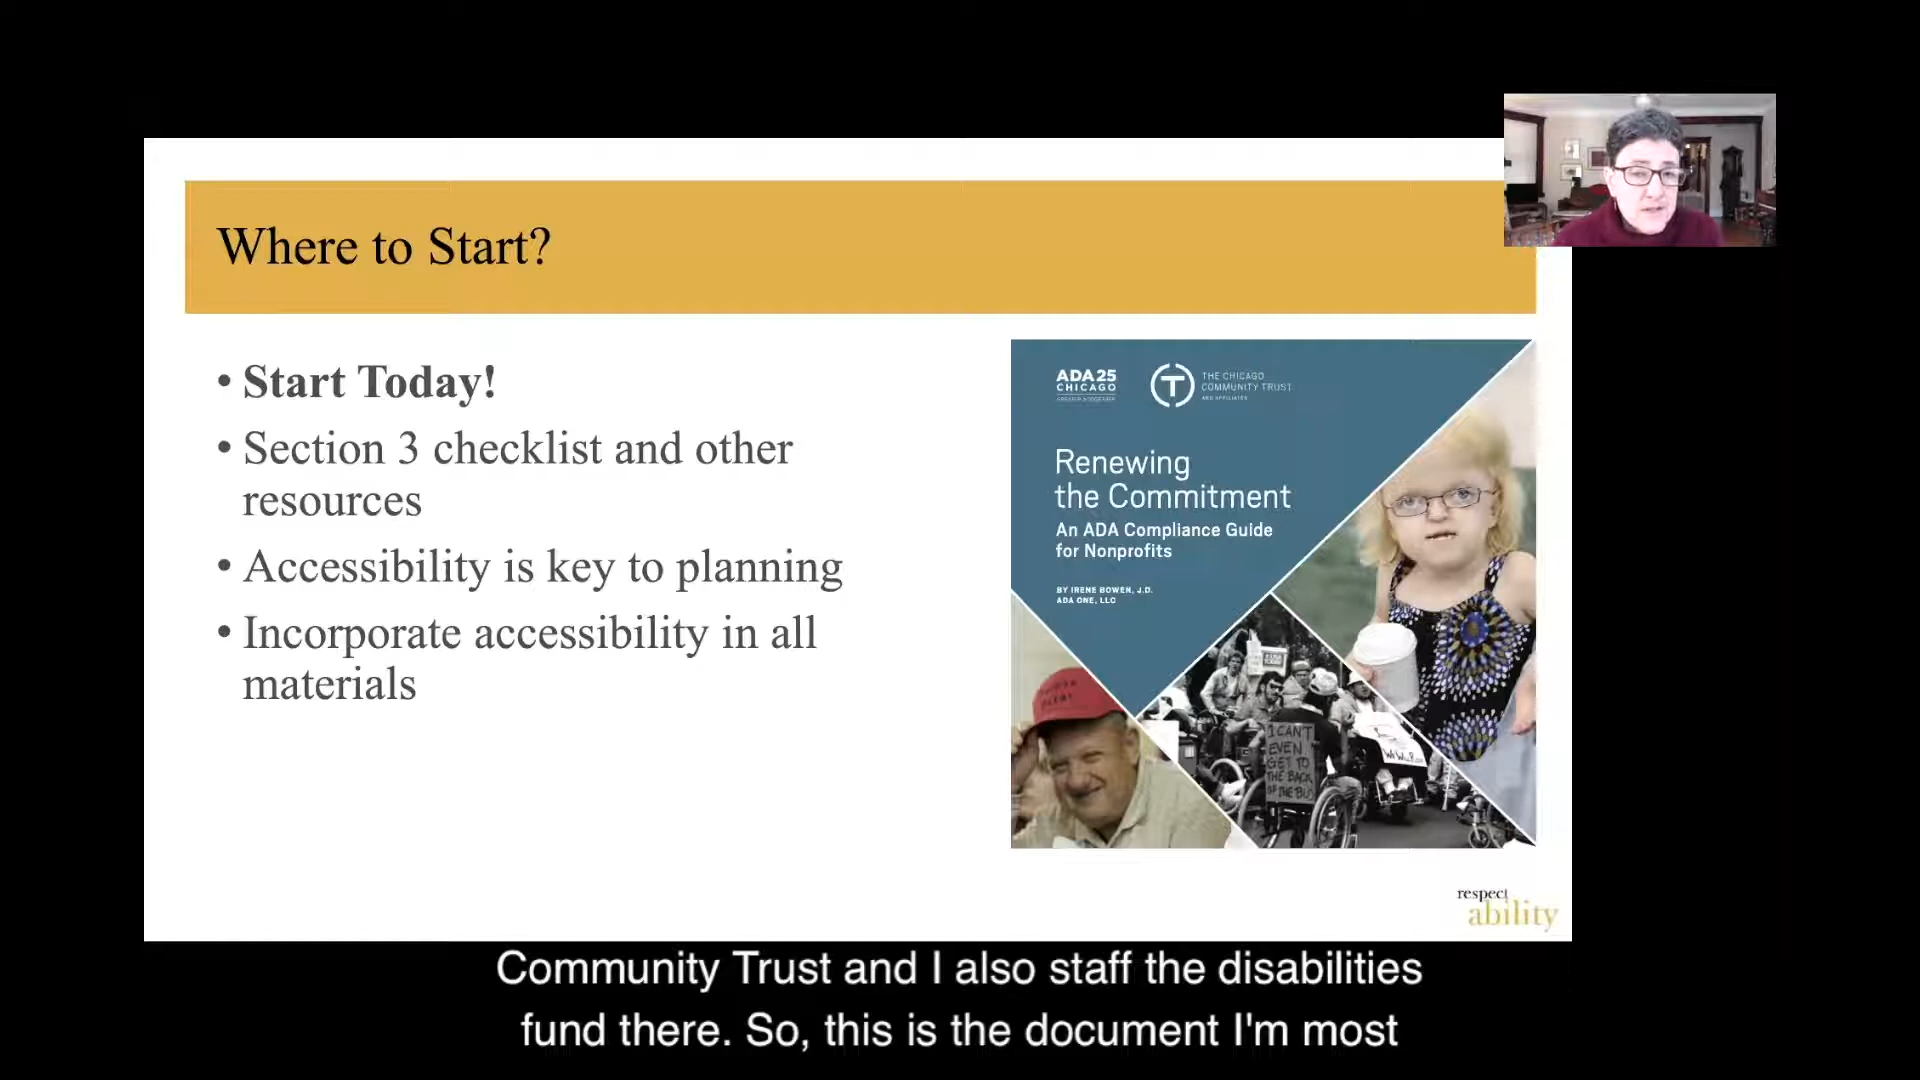 Where to Start?
• Start Today!
• Section 3 checklist and other
resources
• Accessibility is key to planning
• Incorporate accessibility in all
materials
ADA25
CHICAGO
THE CHICAGO
COMMUNITY TRUST
AND AFFILIATES
Renewing
the Commitment
An ADA Compliance Guide
for Nonprofits
BY IRENE BOWEN, J.D.
ADA ONE, LLC
I CAN'T
EVEN
GET TO
THE BACK
OF THE BUS
respect
ability
Community Trust and I also staff the disabilities
fund there. So, this is the document I'm most